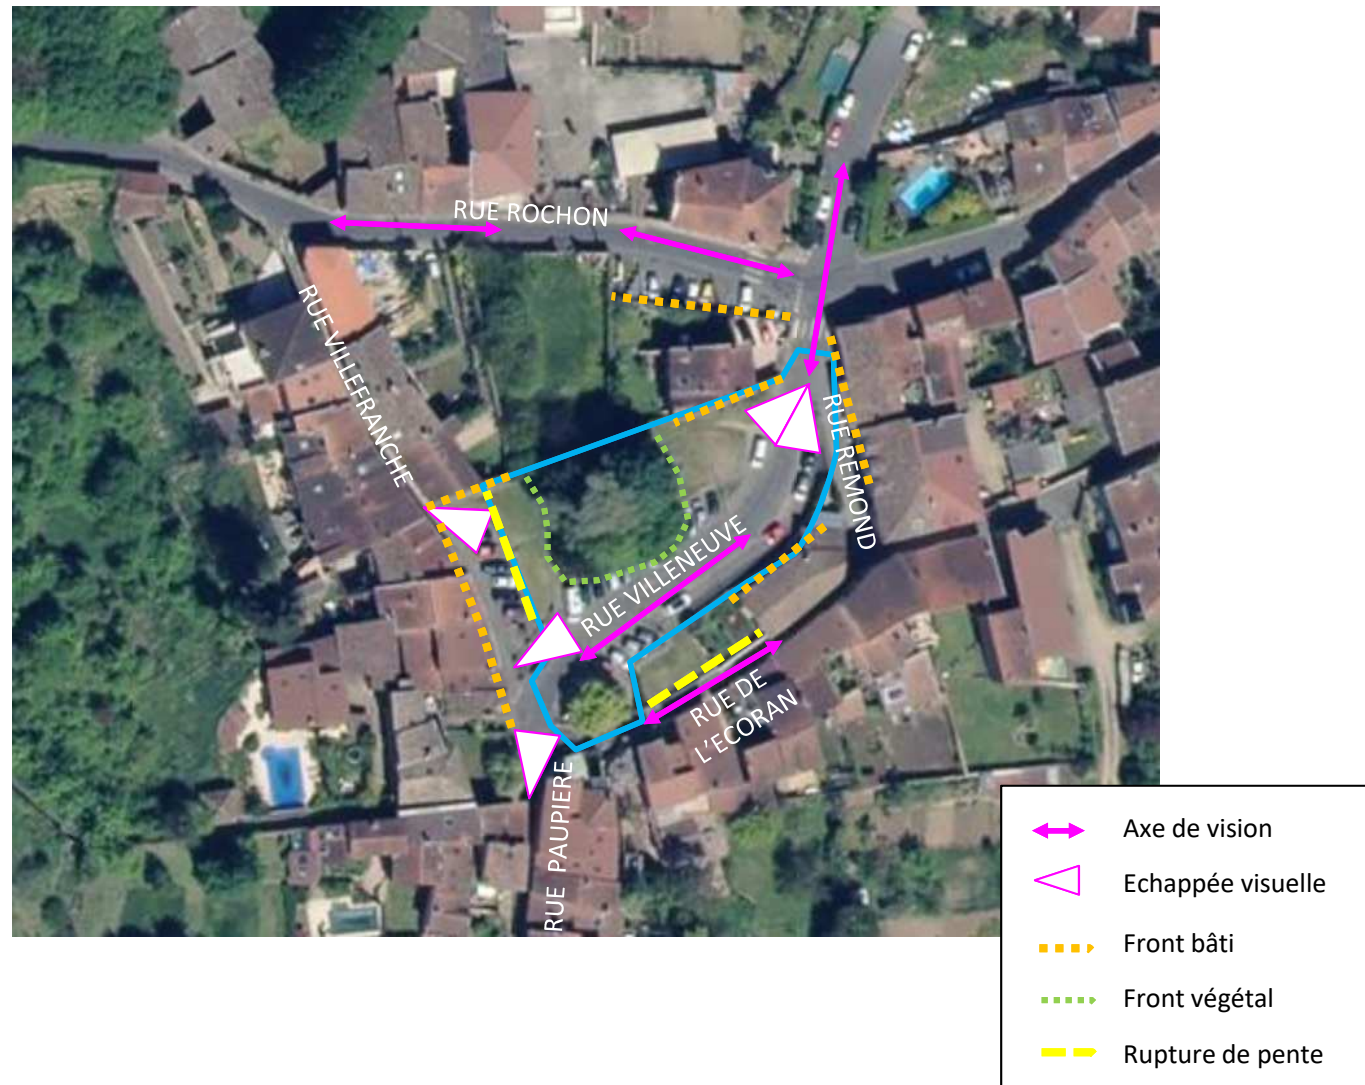 RUE ROCHON
RUE VILLEFRANCHE
RUE REMOND
RUE VILLENEUVE
RUE DE
L'ECORAN
RUE PAUPIERE
Axe de vision
Echappée visuelle
Front bâti
Front végétal
Rupture de pente